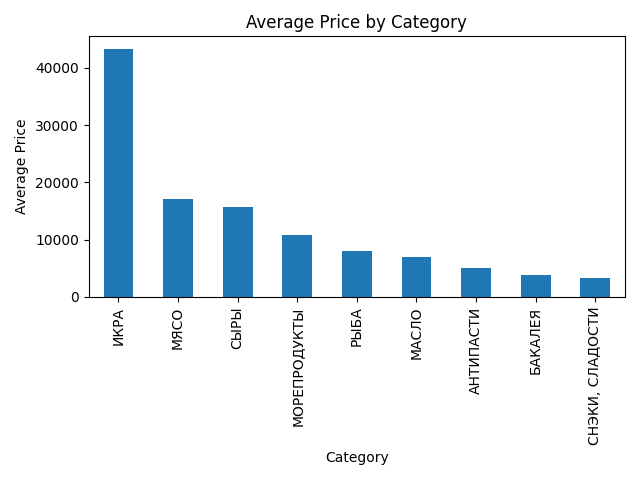 Average Price by Category
Average Price
40000
30000
20000
10000
0
ИКРА
МЯСО
СЫРЫ
МОРЕПРОДУКТЫ
РЫБА
МАСЛО
АНТИПАСТИ
БАКАЛЕЯ
СНЭКИ, СЛАДОСТИ
Category